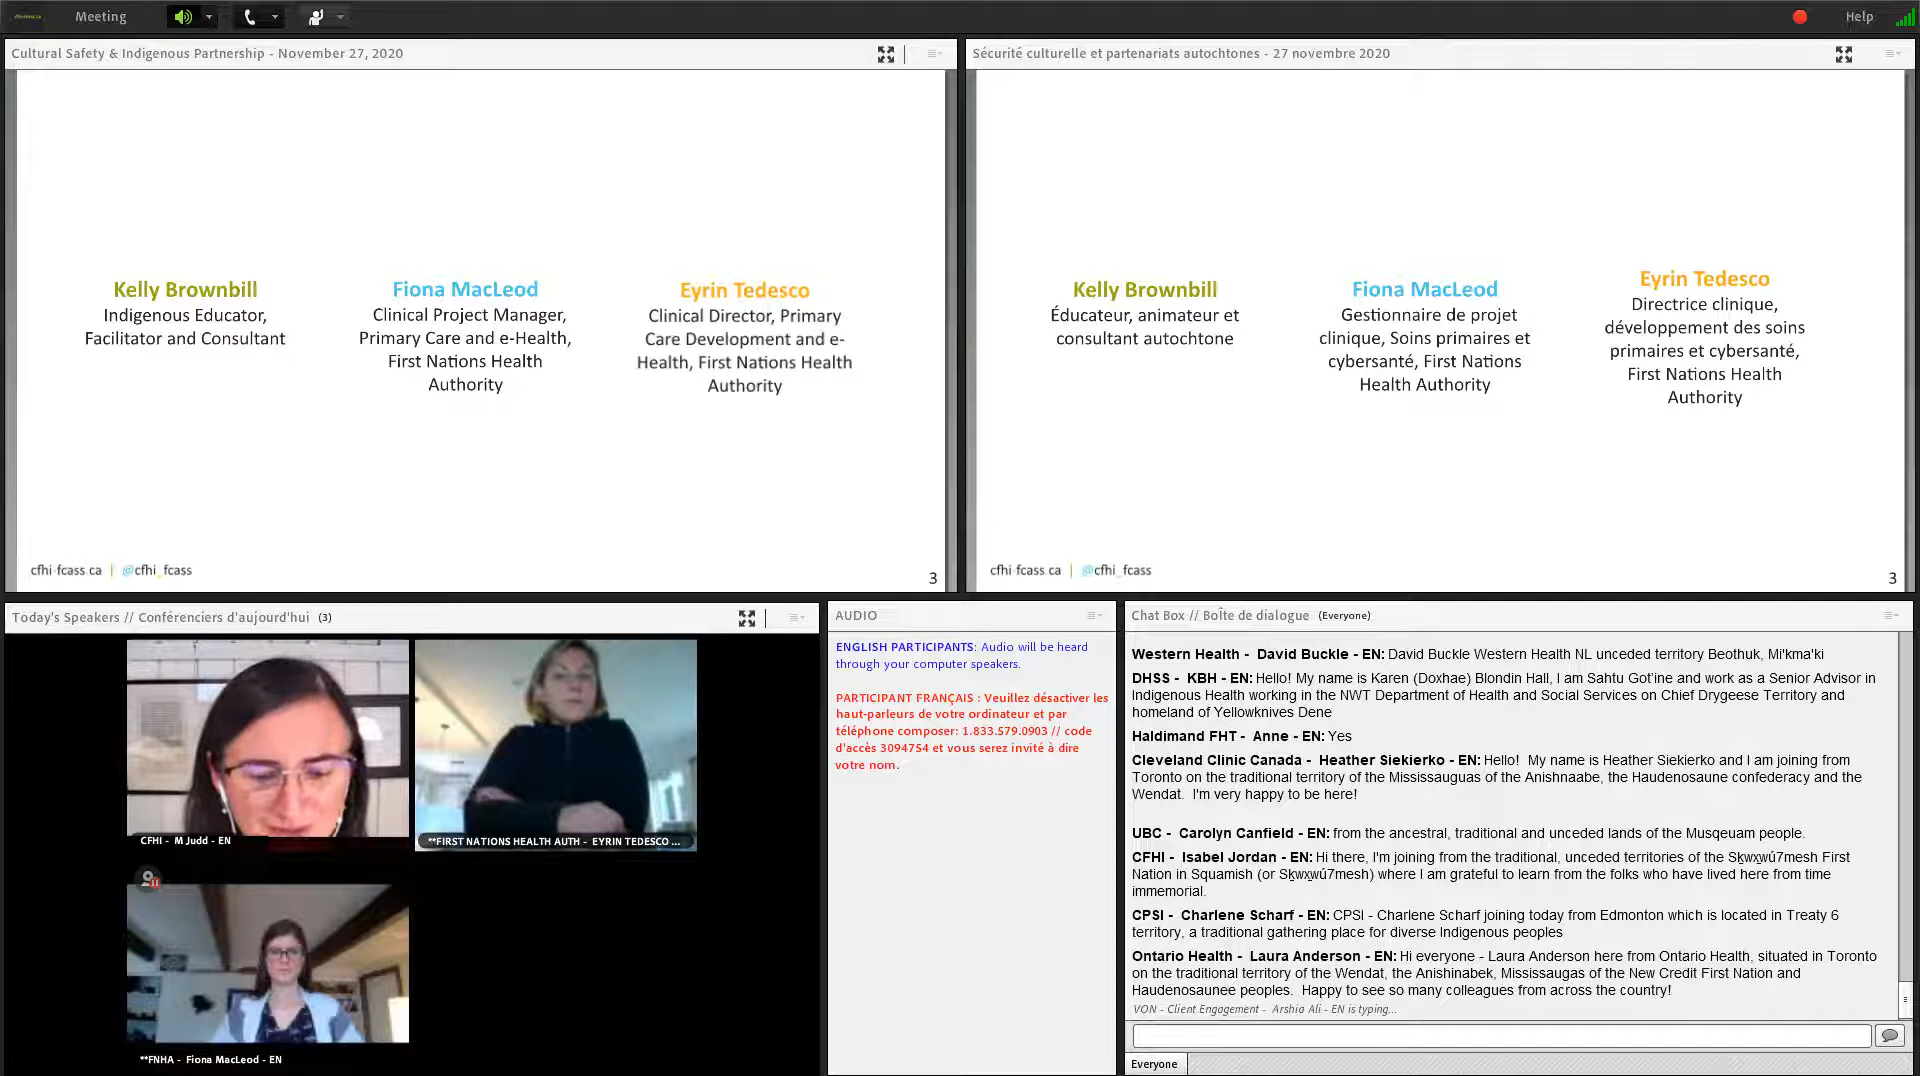 Meeting
Help
Cultural Safety & Indigenous Partnership - November 27, 2020
Kelly Brownbill
Indigenous Educator,
Facilitator and Consultant
Fiona MacLeod
Clinical Project Manager,
Primary Care and e-Health,
First Nations Health
Authority
Eyrin Tedesco
Clinical Director, Primary
Care Development and e-
Health, First Nations Health
Authority
cfhi-fcass.ca | @cfhi_fcass
3
Sécurité culturelle et partenariats autochtones - 27 novembre 2020
Kelly Brownbill
Éducateur, animateur et
consultant autochtone
Fiona MacLeod
Gestionnaire de projet
clinique, Soins primaires et
cybersanté, First Nations
Health Authority
Eyrin Tedesco
Directrice clinique,
développement des soins
primaires et cybersanté,
First Nations Health
Authority
cfhi-fcass.ca | @cfhi_fcass
3
Today's Speakers // Conférenciers d'aujourd'hui (3)
CFHI - M Judd - EN
**FIRST NATIONS HEALTH AUTH - EYRIN TEDESCO ...
**FNHA - Fiona MacLeod - EN
AUDIO
ENGLISH PARTICIPANTS: Audio will be heard
through your computer speakers.
PARTICIPANT FRANÇAIS : Veuillez désactiver les
haut-parleurs de votre ordinateur et par
téléphone composer: 1.833.579.0903 // code
d'accès 3094754 et vous serez invité à dire
votre nom.
Chat Box // Boîte de dialogue (Everyone)
Western Health - David Buckle - EN: David Buckle Western Health NL unceded territory Beothuk, Mi'kma'ki
DHSS - KBH - EN: Hello! My name is Karen (Doxhae) Blondin Hall, I am Sahtu Got'ine and work as a Senior Advisor in
Indigenous Health working in the NWT Department of Health and Social Services on Chief Drygeese Territory and
homeland of Yellowknives Dene
Haldimand FHT - Anne - EN: Yes
Cleveland Clinic Canada - Heather Siekierko - EN: Hello! My name is Heather Siekierko and I am joining from
Toronto on the traditional territory of the Mississauguas of the Anishnaabe, the Haudenosaune confederacy and the
Wendat. I'm very happy to be here!
UBC - Carolyn Canfield - EN: from the ancestral, traditional and unceded lands of the Musqeuam people.
CFHI - Isabel Jordan - EN: Hi there, I'm joining from the traditional, unceded territories of the Sḵwx̱wú7mesh First
Nation in Squamish (or Sḵwx̱wú7mesh) where I am grateful to learn from the folks who have lived here from time
immemorial.
CPSI - Charlene Scharf - EN: CPSI - Charlene Scharf joining today from Edmonton which is located in Treaty 6
territory, a traditional gathering place for diverse Indigenous peoples
Ontario Health - Laura Anderson - EN: Hi everyone - Laura Anderson here from Ontario Health, situated in Toronto
on the traditional territory of the Wendat, the Anishinabek, Mississaugas of the New Credit First Nation and
Haudenosaunee peoples. Happy to see so many colleagues from across the country!
VON - Client Engagement - Arshia Ali - EN is typing...
Everyone